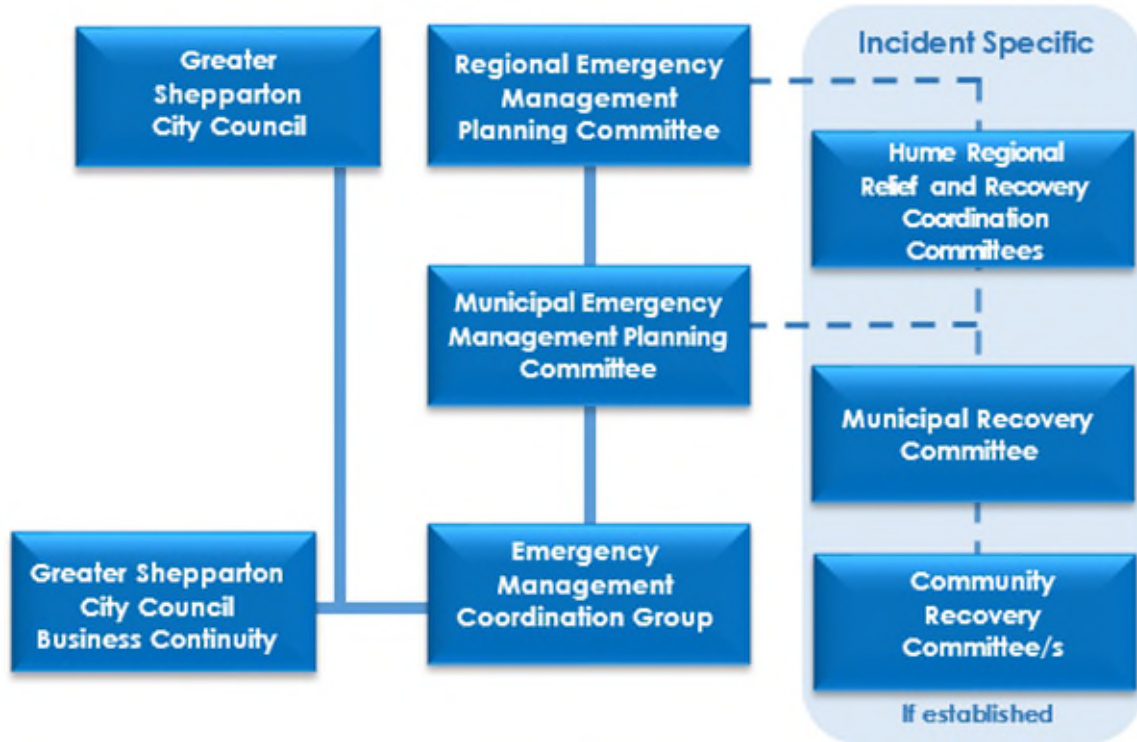 Greater
Shepparton
City Council
Regional Emergency
Management
Planning Committee
Incident Specific
Hume Regional
Relief and Recovery
Coordination
Committees
Municipal Emergency
Management Planning
Committee
Municipal Recovery
Committee
Greater Shepparton
City Council
Business Continuity
Emergency
Management
Coordination Group
Community
Recovery
Committee/s
If established